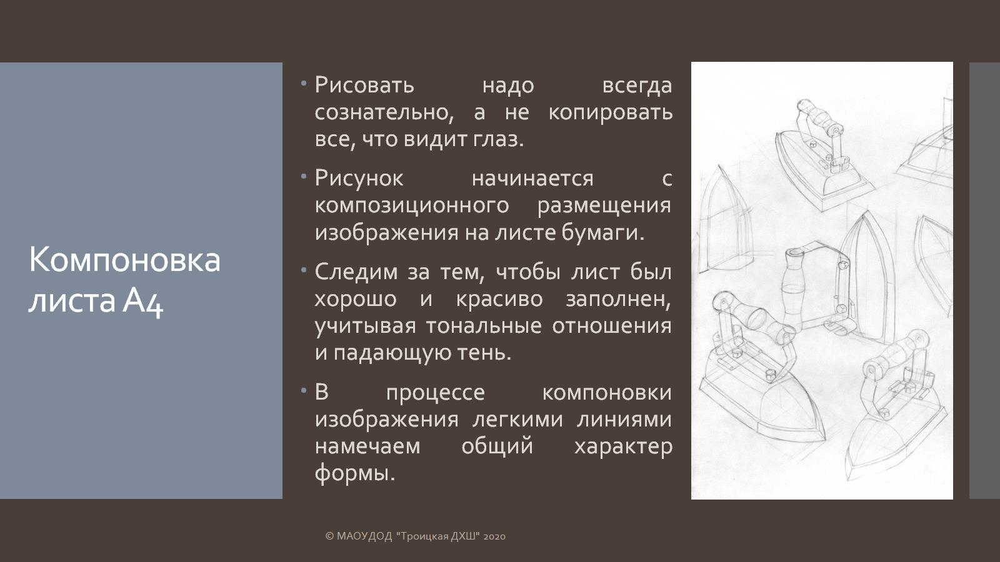 Компоновка
листа А4
• Рисовать надо всегда
сознательно, а не копировать
все, что видит глаз.
• Рисунок начинается с
композиционного размещения
изображения на листе бумаги.
• Следим за тем, чтобы лист был
хорошо и красиво заполнен,
учитывая тональные отношения
и падающую тень.
• В процессе компоновки
изображения легкими линиями
намечаем общий характер
формы.
© МАОУДОД "Троицкая ДХШ" 2020